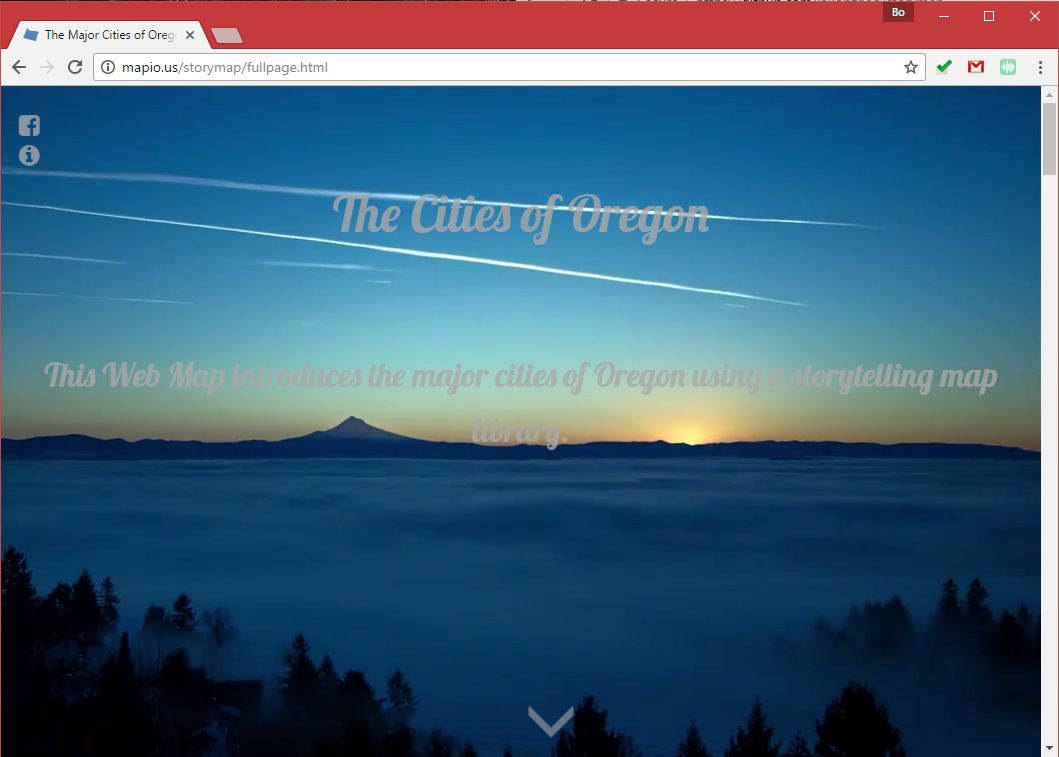 Bo
The Major Cities of Oreg
mapio.us/storymap/fullpage.html
The Cities of Oregon
This Web Map introduces the major cities of Oregon using a storytelling map
library.